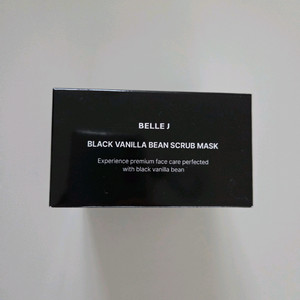 BELLE J
BLACK VANILLA BEAN SCRUB MASK
Experience premium face care perfected
with black vanilla bean